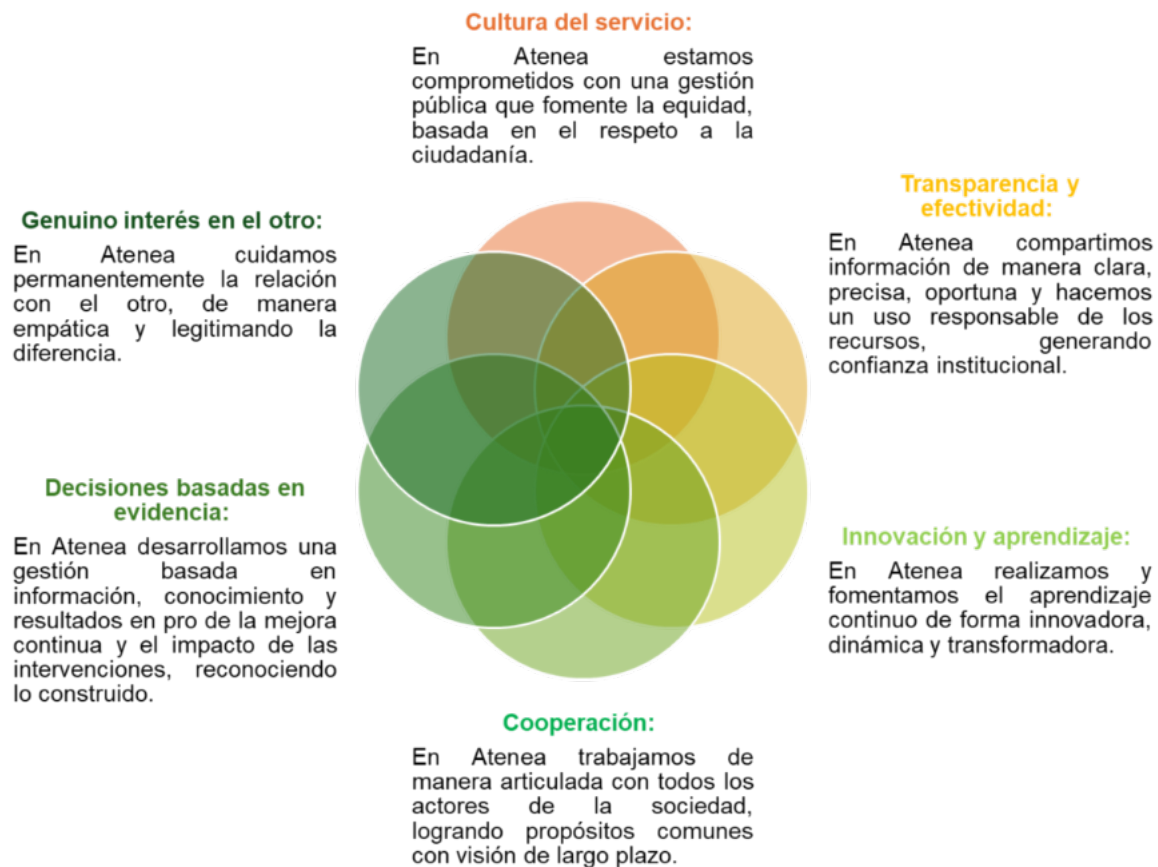 Cultura del servicio:
En Atenea estamos
comprometidos con una gestión
pública que fomente la equidad,
basada en el respeto a la
ciudadanía.
Transparencia y
efectividad:
En Atenea compartimos
información de manera clara,
precisa, oportuna y hacemos
un uso responsable de los
recursos, generando
confianza institucional.
Innovación y aprendizaje:
En Atenea realizamos y
fomentamos el aprendizaje
continuo de forma innovadora,
dinámica y transformadora.
Cooperación:
En Atenea trabajamos de
manera articulada con todos los
actores de la sociedad,
logrando propósitos comunes
con visión de largo plazo.
Decisiones basadas en
evidencia:
En Atenea desarrollamos una
gestión basada en
información, conocimiento y
resultados en pro de la mejora
continua y el impacto de las
intervenciones, reconociendo
lo construido.
Genuino interés en el otro:
En Atenea cuidamos
permanentemente la relación
con el otro, de manera
empática y legitimando la
diferencia.